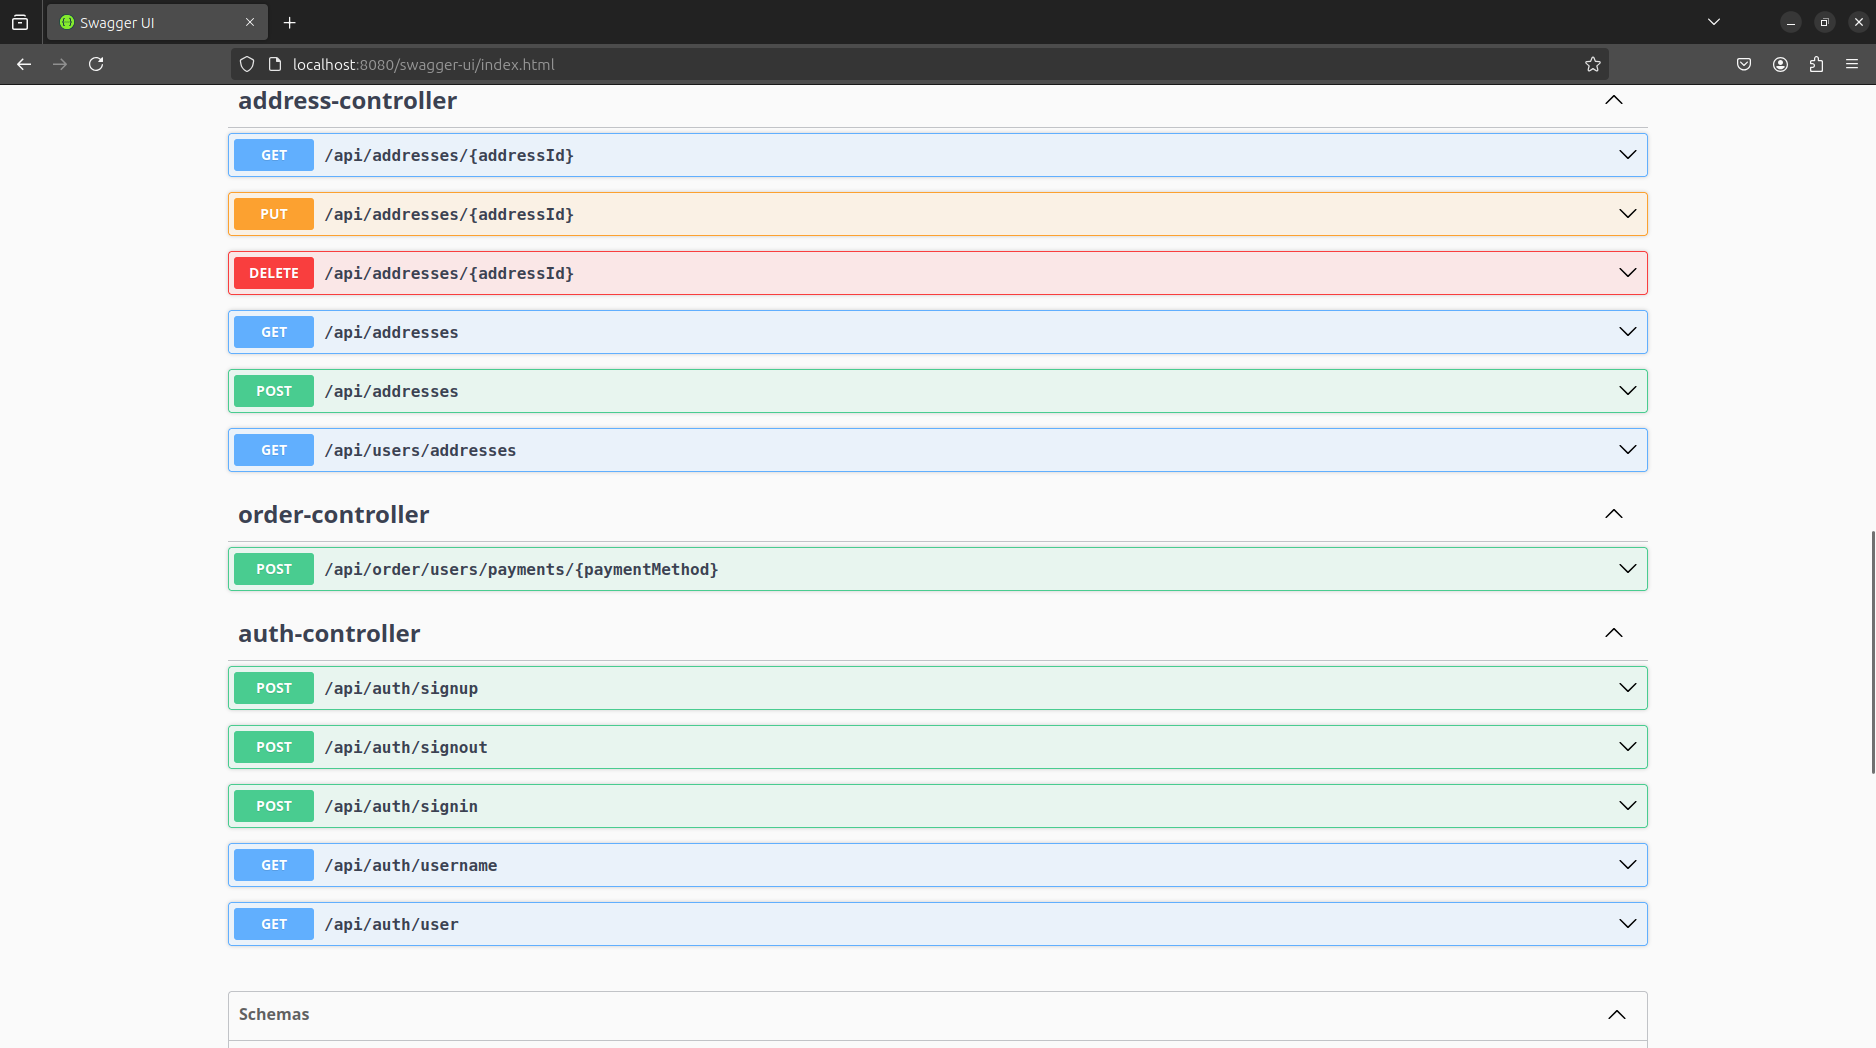 Swagger UI
localhost:8080/swagger-ui/index.html
address-controller
GET /api/addresses/{addressId}
PUT /api/addresses/{addressId}
DELETE /api/addresses/{addressId}
GET /api/addresses
POST /api/addresses
GET /api/users/addresses
order-controller
POST /api/order/users/payments/{paymentMethod}
auth-controller
POST /api/auth/signup
POST /api/auth/signout
POST /api/auth/signin
GET /api/auth/username
GET /api/auth/user
Schemas